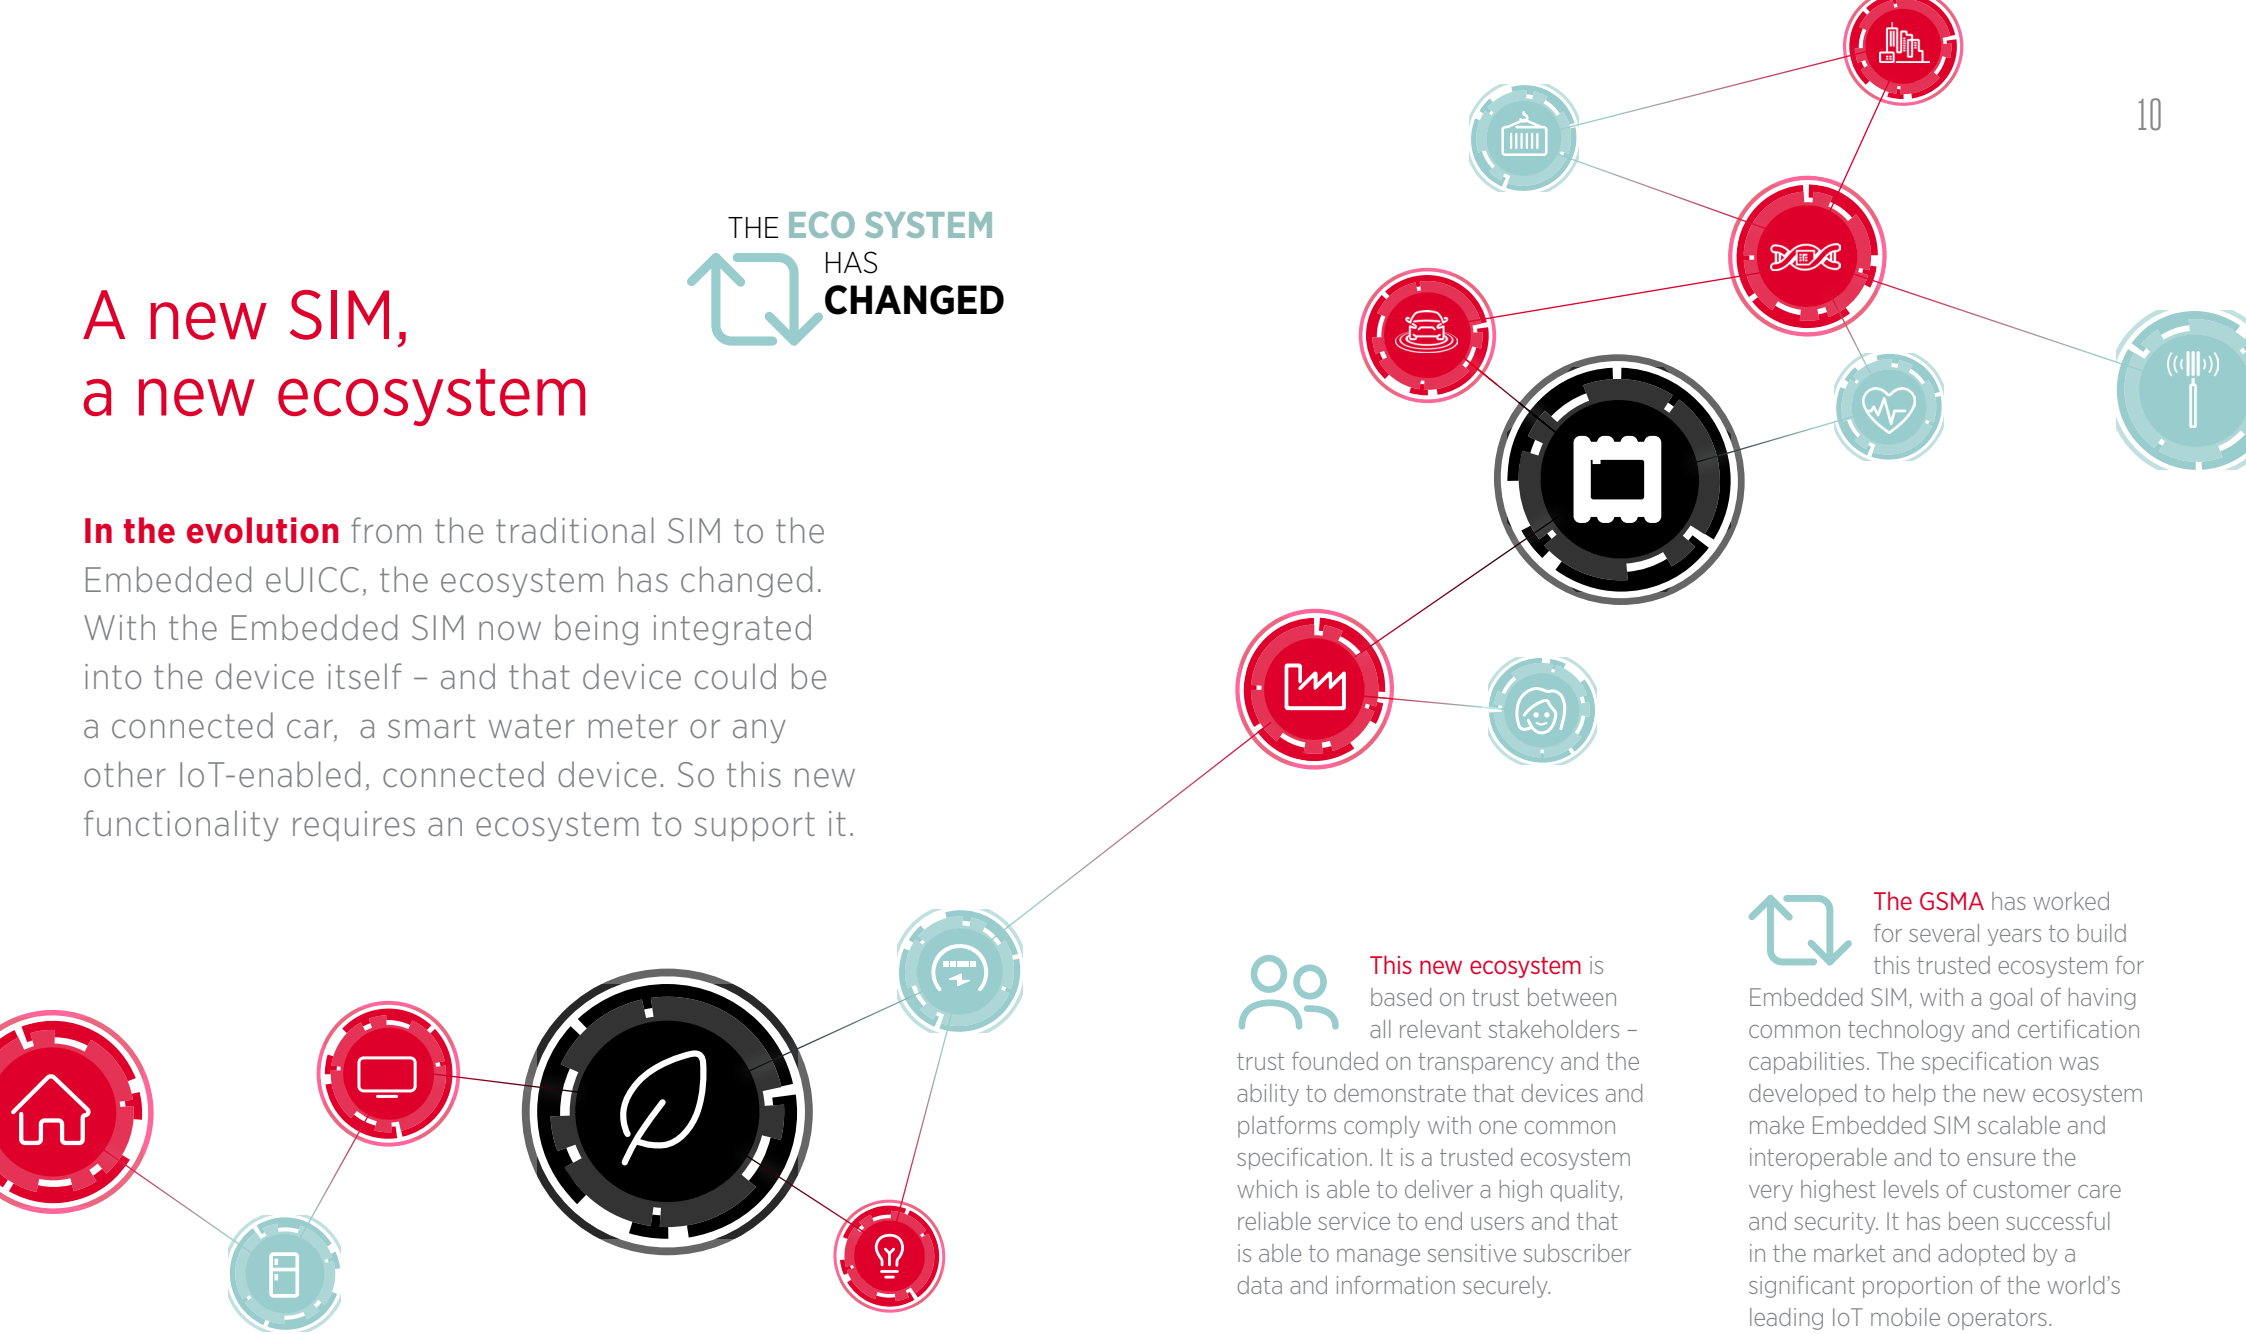 10
THE ECO SYSTEM
HAS
CHANGED
A new SIM,
a new ecosystem
In the evolution from the traditional SIM to the
Embedded eUICC, the ecosystem has changed.
With the Embedded SIM now being integrated
into the device itself – and that device could be
a connected car,  a smart water meter or any
other IoT-enabled, connected device. So this new
functionality requires an ecosystem to support it.
This new ecosystem is
based on trust between
all relevant stakeholders –
trust founded on transparency and the
ability to demonstrate that devices and
platforms comply with one common
specification. It is a trusted ecosystem
which is able to deliver a high quality,
reliable service to end users and that
is able to manage sensitive subscriber
data and information securely.
The GSMA has worked
for several years to build
this trusted ecosystem for
Embedded SIM, with a goal of having
common technology and certification
capabilities. The specification was
developed to help the new ecosystem
make Embedded SIM scalable and
interoperable and to ensure the
very highest levels of customer care
and security. It has been successful
in the market and adopted by a
significant proportion of the world's
leading IoT mobile operators.